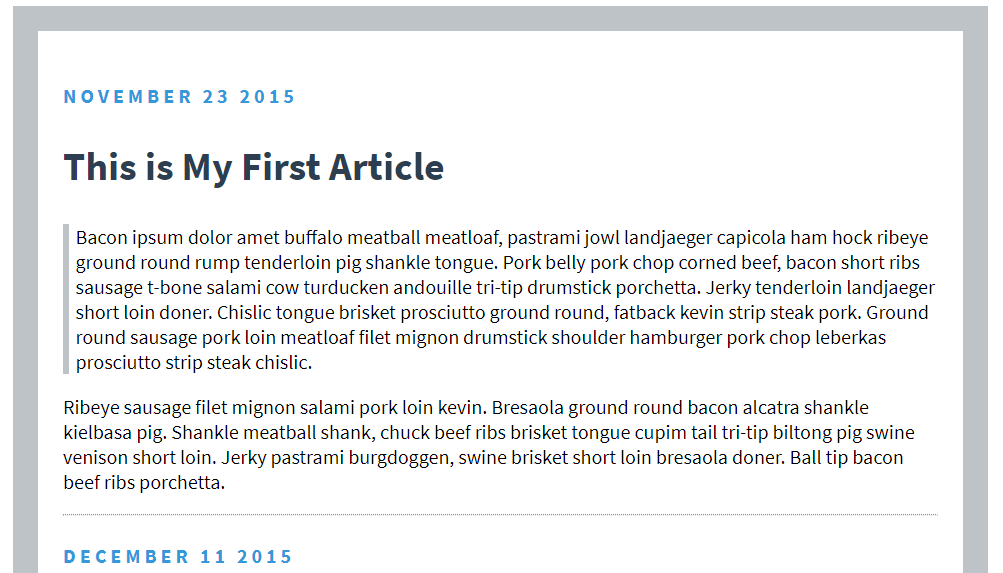 NOVEMBER 23 2015
This is My First Article
Bacon ipsum dolor amet buffalo meatball meatloaf, pastrami jowl landjaeger capicola ham hock ribeye
ground round rump tenderloin pig shankle tongue. Pork belly pork chop corned beef, bacon short ribs
sausage t-bone salami cow turducken andouille tri-tip drumstick porchetta. Jerky tenderloin landjaeger
short loin doner. Chislic tongue brisket prosciutto ground round, fatback kevin strip steak pork. Ground
round sausage pork loin meatloaf filet mignon drumstick shoulder hamburger pork chop leberkas
prosciutto strip steak chislic.
Ribeye sausage filet mignon salami pork loin kevin. Bresaola ground round bacon alcatra shankle
kielbasa pig. Shankle meatball shank, chuck beef ribs brisket tongue cupim tail tri-tip biltong pig swine
venison short loin. Jerky pastrami burgdoggen, swine brisket short loin bresaola doner. Ball tip bacon
beef ribs porchetta.
DECEMBER 11 2015